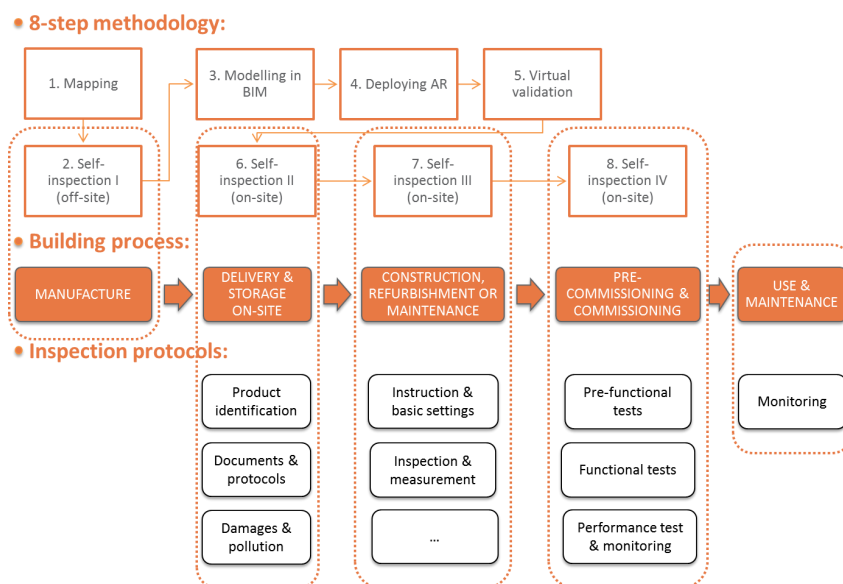 • 8-step methodology:
1. Mapping
3. Modelling in
BIM
4. Deploying AR
5. Virtual
validation
2. Self-
inspection I
(off-site)
6. Self-
inspection II
(on-site)
7. Self-
inspection III
(on-site)
8. Self-
inspection IV
(on-site)
• Building process:
MANUFACTURE
DELIVERY &
STORAGE
ON-SITE
CONSTRUCTION,
REFURBISHMENT OR
MAINTENANCE
PRE-
COMMISSIONING &
COMMISSIONING
USE &
MAINTENANCE
• Inspection protocols:
Product
identification
Instruction &
basic settings
Pre-functional
tests
Monitoring
Documents &
protocols
Inspection &
measurement
Functional tests
Damages &
pollution
...
Performance test
& monitoring